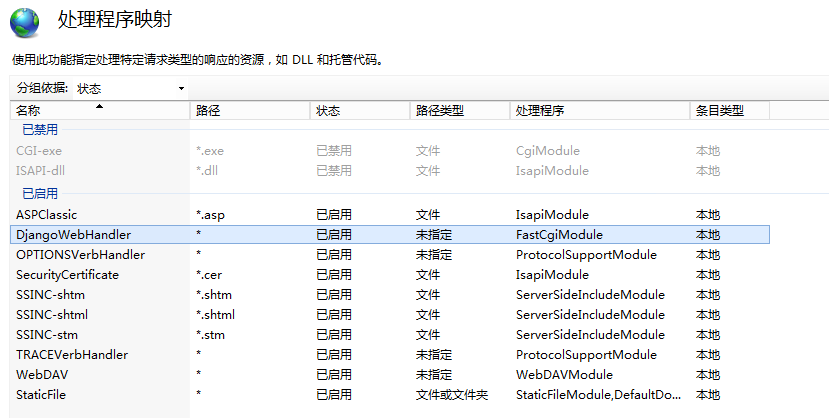 处理程序映射
使用此功能指定处理特定请求类型的响应的资源，如 DLL 和托管代码。
分组依据: 状态
名称 路径 状态 路径类型 处理程序 条目类型
已禁用
CGI-exe *.exe 已禁用 文件 CgiModule 本地
ISAPI-dll *.dll 已禁用 文件 IsapiModule 本地
已启用
ASPClassic *.asp 已启用 文件 IsapiModule 本地
DjangoWebHandler * 已启用 未指定 FastCgiModule 本地
OPTIONSVerbHandler * 已启用 未指定 ProtocolSupportModule 本地
SecurityCertificate *.cer 已启用 文件 IsapiModule 本地
SSINC-shtm *.shtm 已启用 文件 ServerSideIncludeModule 本地
SSINC-shtml *.shtml 已启用 文件 ServerSideIncludeModule 本地
SSINC-stm *.stm 已启用 文件 ServerSideIncludeModule 本地
TRACEVerbHandler * 已启用 未指定 ProtocolSupportModule 本地
WebDAV * 已启用 未指定 WebDAVModule 本地
StaticFile * 已启用 文件或文件夹 StaticFileModule,DefaultDo... 本地